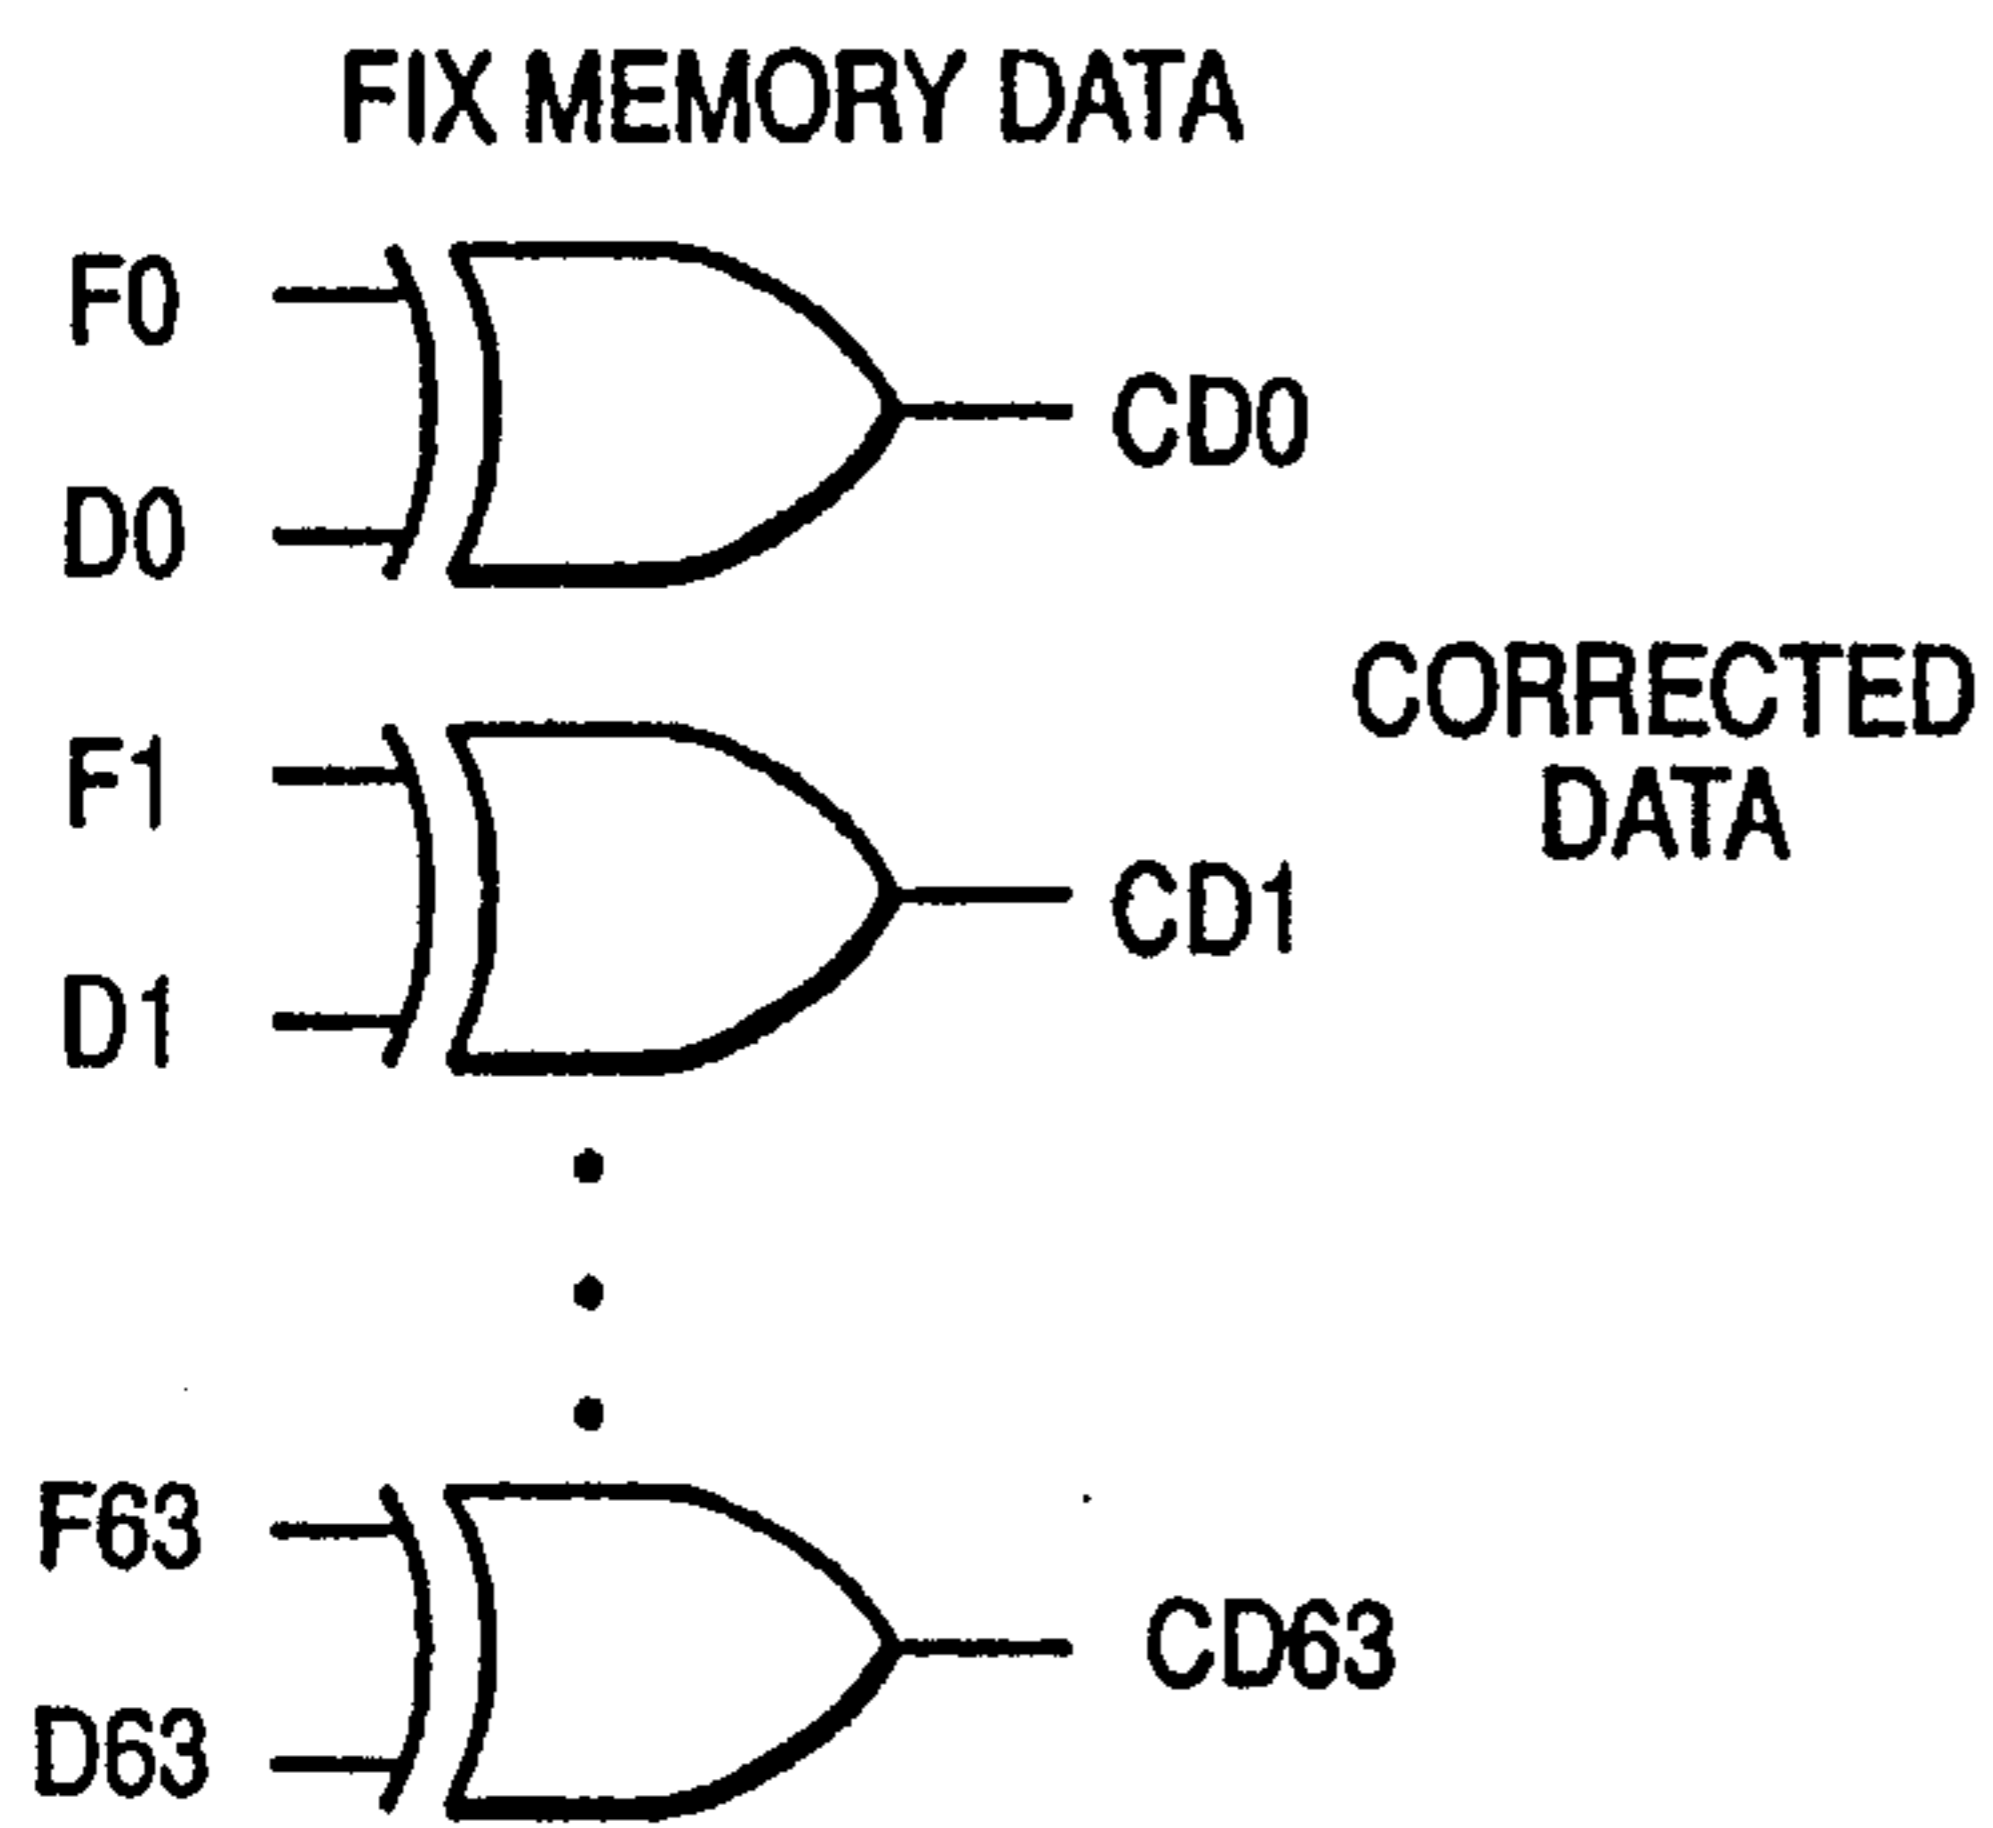 FIX MEMORY DATA
F0
CD0
D0
CORRECTED
DATA
F1
CD1
D1
F63
CD63
D63